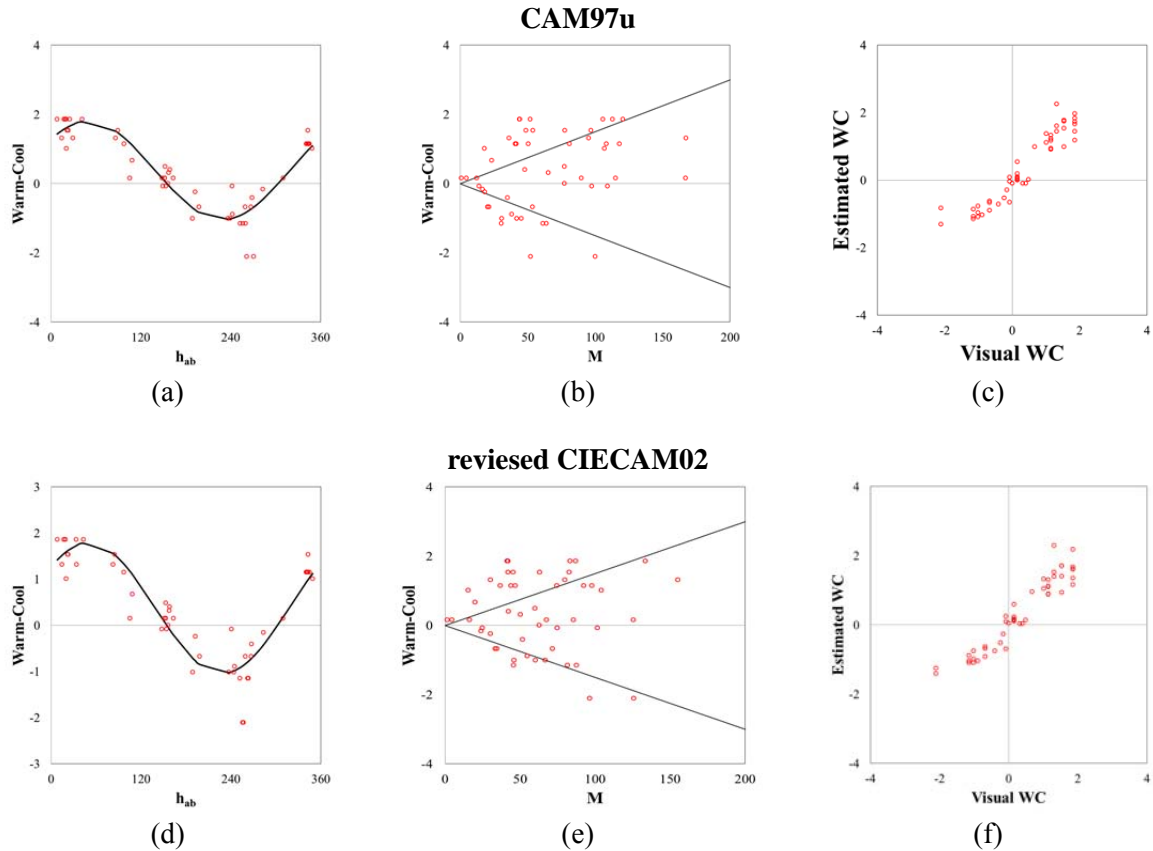 CAM97u
4
2
0
-2
-4
Warm-Cool
0 120 240 360
h_ab
(a)
4
2
0
-2
-4
Warm-Cool
0 50 100 150 200
M
(b)
4
2
0
-2
-4
Estimated WC
-4 -2 0 2 4
Visual WC
(c)
reviesed CIECAM02
3
2
1
0
-1
-2
-3
Warm-Cool
0 120 240 360
h_ab
(d)
4
2
0
-2
-4
Warm-Cool
0 50 100 150 200
M
(e)
4
2
0
-2
-4
Estimated WC
-4 -2 0 2 4
Visual WC
(f)